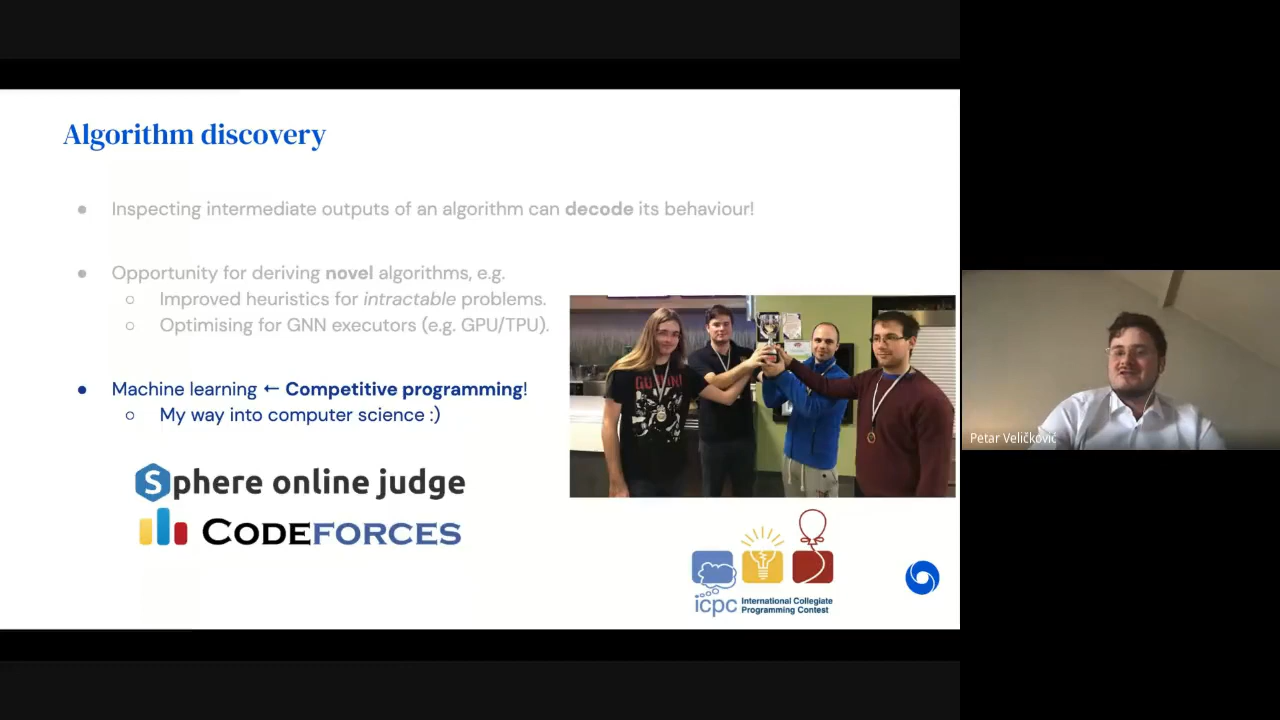 Algorithm discovery
● Inspecting intermediate outputs of an algorithm can decode its behaviour!
● Opportunity for deriving novel algorithms, e.g.
○ Improved heuristics for intractable problems.
○ Optimising for GNN executors (e.g. GPU/TPU).
● Machine learning ← Competitive programming!
○ My way into computer science :)
Sphere online judge
CODEFORCES
icpc International Collegiate
Programming Contest
Petar Veličković